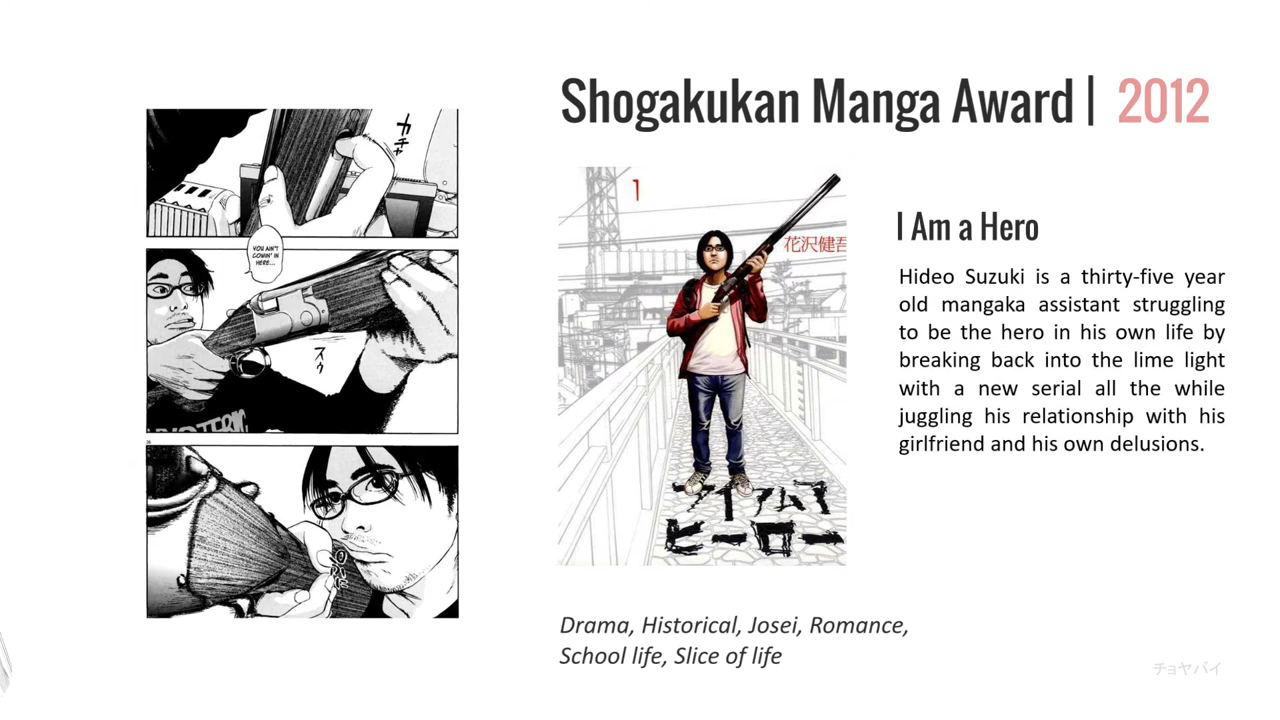 Shogakukan Manga Award | 2012
カチャ
YOU AIN'T
COMIN' IN
HERE...
スウ
1
花沢健吾
アイアムア
ヒーロー
I Am a Hero
Hideo Suzuki is a thirty-five year
old mangaka assistant struggling
to be the hero in his own life by
breaking back into the lime light
with a new serial all the while
juggling his relationship with his
girlfriend and his own delusions.
Drama, Historical, Josei, Romance,
School life, Slice of life
チョヤバイ